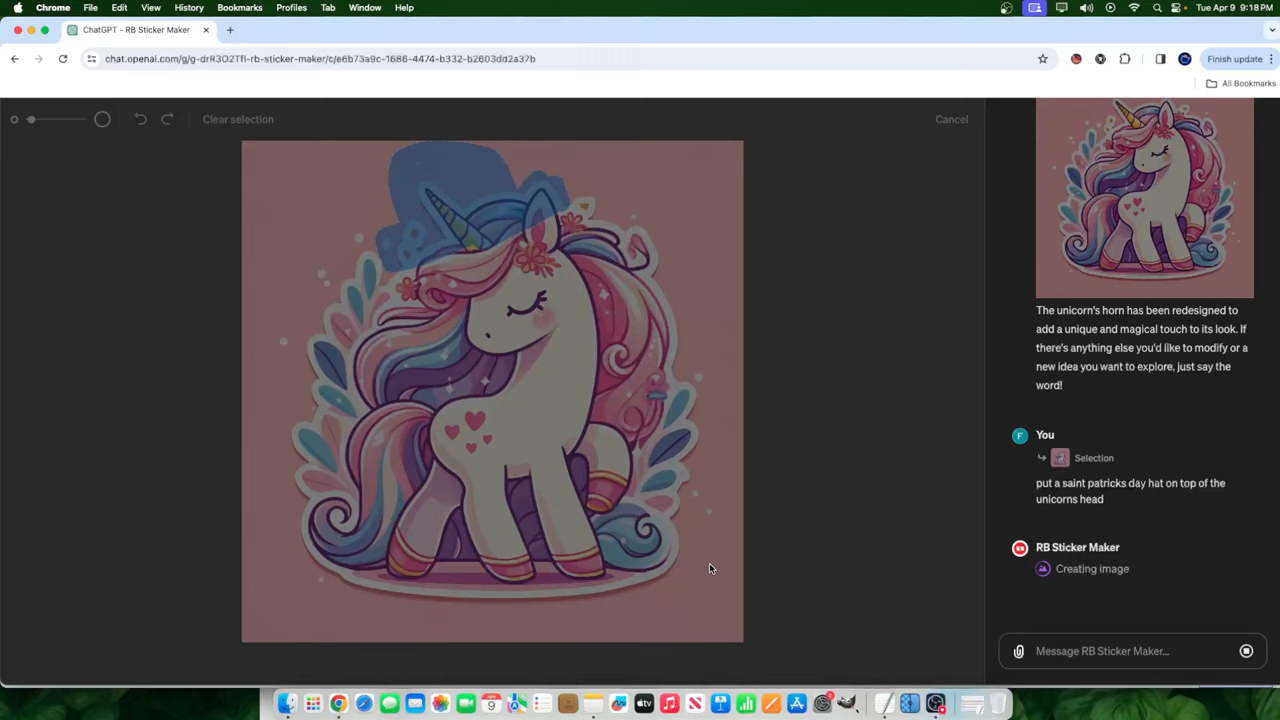 Chrome File Edit View History Bookmarks Profiles Tab Window Help Tue Apr 9 9:18 PM
ChatGPT - RB Sticker Maker
chat.openai.com/g/g-drR3O2Tfl-rb-sticker-maker/c/e6b73a9c-1686-4474-b332-b2603dd2a37b Finish update
All Bookmarks
Clear selection Cancel
The unicorn's horn has been redesigned to
add a unique and magical touch to its look. If
there's anything else you'd like to modify or a
new idea you want to explore, just say the
word!
F You
Selection
put a saint patricks day hat on top of the
unicorns head
RB Sticker Maker
Creating image
Message RB Sticker Maker...